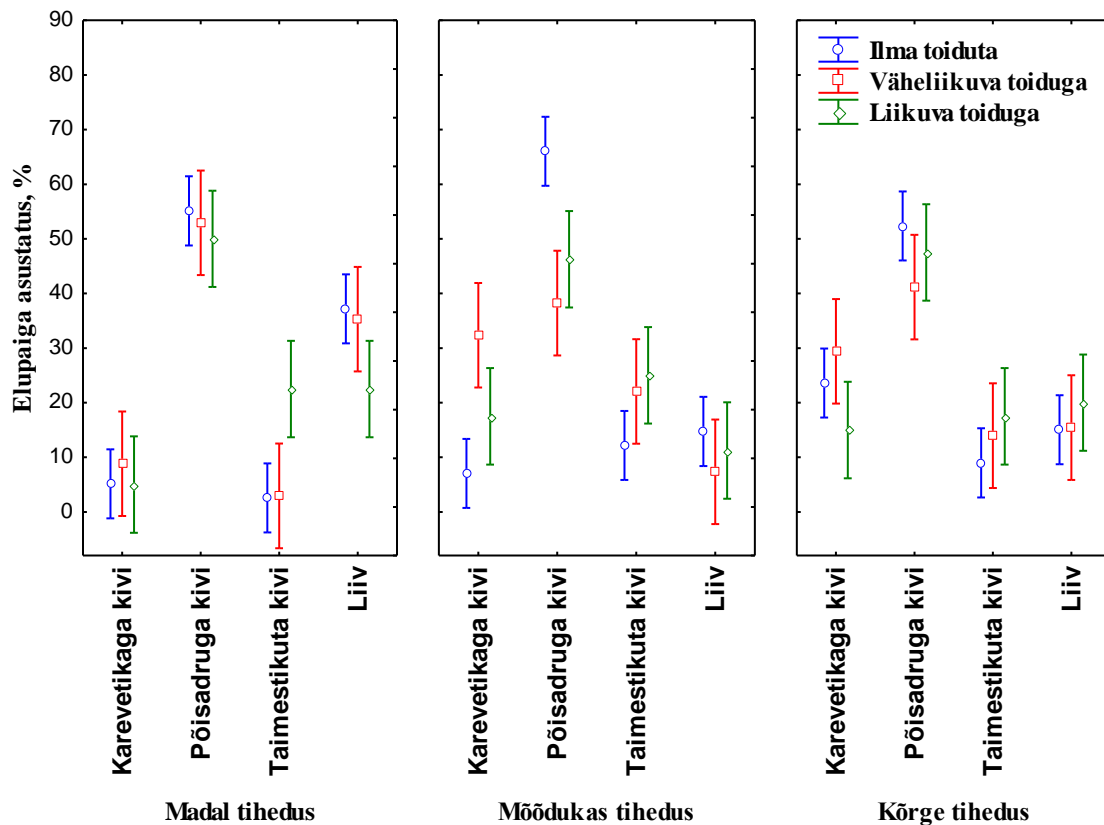 90
80
70
60
50
40
30
20
10
0
Elupaiga asustatus, %
Ilma toiduta
Väheliikuva toiduga
Liikuva toiduga
Karevetikaga kivi
Põisadruga kivi
Taimestikuta kivi
Liiv
Madal tihedus
Karevetikaga kivi
Põisadruga kivi
Taimestikuta kivi
Liiv
Mõõdukas tihedus
Karevetikaga kivi
Põisadruga kivi
Taimestikuta kivi
Liiv
Kõrge tihedus